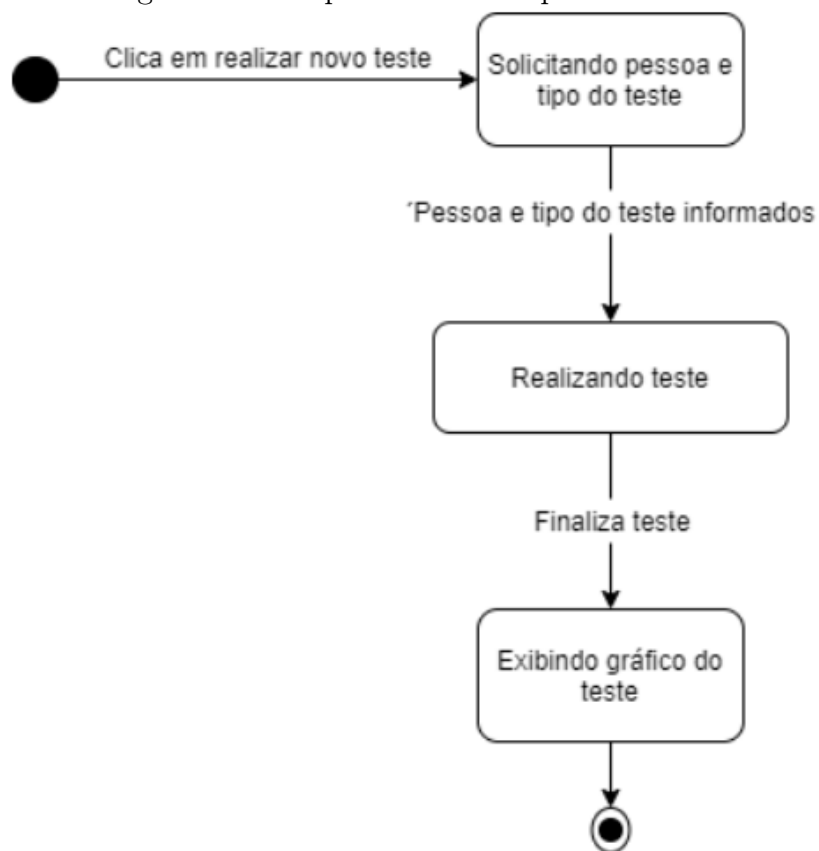 Clica em realizar novo teste
Solicitando pessoa e
tipo do teste
´Pessoa e tipo do teste informados
Realizando teste
Finaliza teste
Exibindo gráfico do
teste